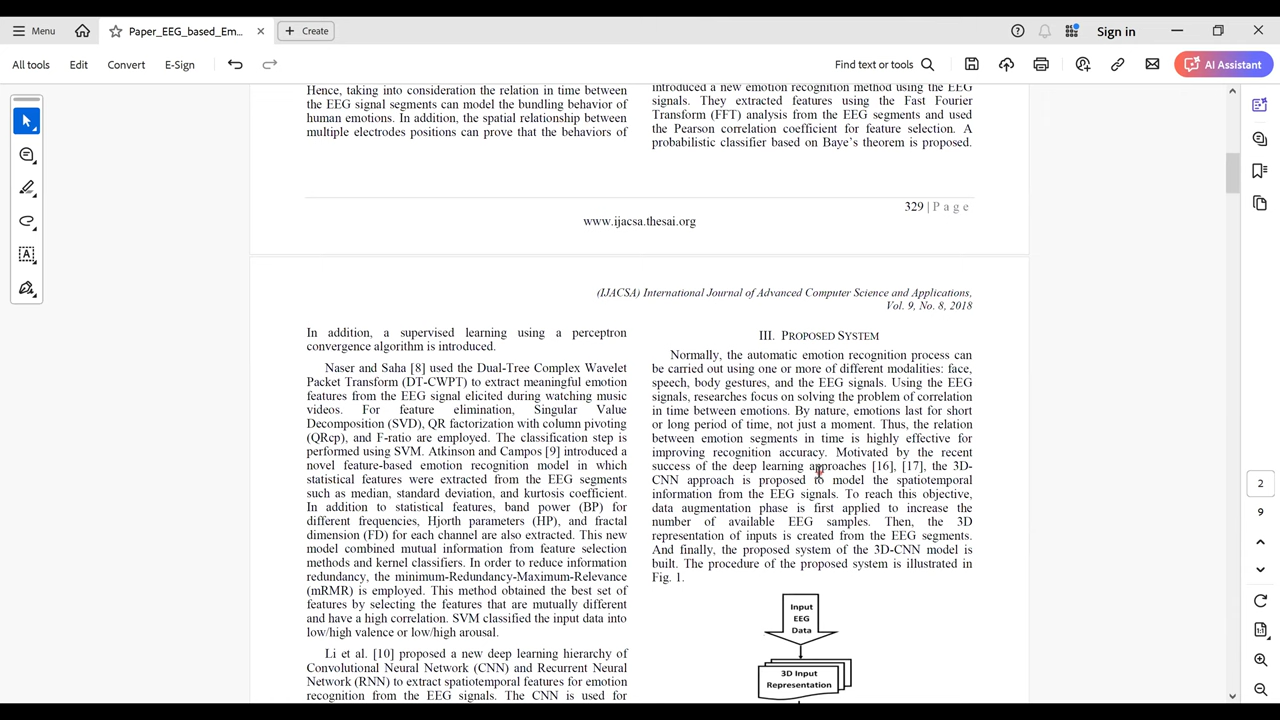 Menu
Paper_EEG_based_Em...
Create
Sign in
All tools
Edit
Convert
E-Sign
Find text or tools
AI Assistant
Hence, taking into consideration the relation in time between
the EEG signal segments can model the bundling behavior of
human emotions. In addition, the spatial relationship between
multiple electrodes positions can prove that the behaviors of
introduced a new emotion recognition method using the EEG
signals. They extracted features using the Fast Fourier
Transform (FFT) analysis from the EEG segments and used
the Pearson correlation coefficient for feature selection. A
probabilistic classifier based on Baye's theorem is proposed.
329 | P a g e
www.ijacsa.thesai.org
(IJACSA) International Journal of Advanced Computer Science and Applications,
Vol. 9, No. 8, 2018
In addition, a supervised learning using a perceptron
convergence algorithm is introduced.
Naser and Saha [8] used the Dual-Tree Complex Wavelet
Packet Transform (DT-CWPT) to extract meaningful emotion
features from the EEG signal elicited during watching music
videos. For feature elimination, Singular Value
Decomposition (SVD), QR factorization with column pivoting
(QRcp), and F-ratio are employed. The classification step is
performed using SVM. Atkinson and Campos [9] introduced a
novel feature-based emotion recognition model in which
statistical features were extracted from the EEG segments
such as median, standard deviation, and kurtosis coefficient.
In addition to statistical features, band power (BP) for
different frequencies, Hjorth parameters (HP), and fractal
dimension (FD) for each channel are also extracted. This new
model combined mutual information from feature selection
methods and kernel classifiers. In order to reduce information
redundancy, the minimum-Redundancy-Maximum-Relevance
(mRMR) is employed. This method obtained the best set of
features by selecting the features that are mutually different
and have a high correlation. SVM classified the input data into
low/high valence or low/high arousal.
Li et al. [10] proposed a new deep learning hierarchy of
Convolutional Neural Network (CNN) and Recurrent Neural
Network (RNN) to extract spatiotemporal features for emotion
recognition from the EEG signals. The CNN is used for
III. PROPOSED SYSTEM
Normally, the automatic emotion recognition process can
be carried out using one or more of different modalities: face,
speech, body gestures, and the EEG signals. Using the EEG
signals, researches focus on solving the problem of correlation
in time between emotions. By nature, emotions last for short
or long period of time, not just a moment. Thus, the relation
between emotion segments in time is highly effective for
improving recognition accuracy. Motivated by the recent
success of the deep learning approaches [16], [17], the 3D-
CNN approach is proposed to model the spatiotemporal
information from the EEG signals. To reach this objective,
data augmentation phase is first applied to increase the
number of available EEG samples. Then, the 3D
representation of inputs is created from the EEG segments.
And finally, the proposed system of the 3D-CNN model is
built. The procedure of the proposed system is illustrated in
Fig. 1.
Input
EEG
Data
3D Input
Representation
2
9